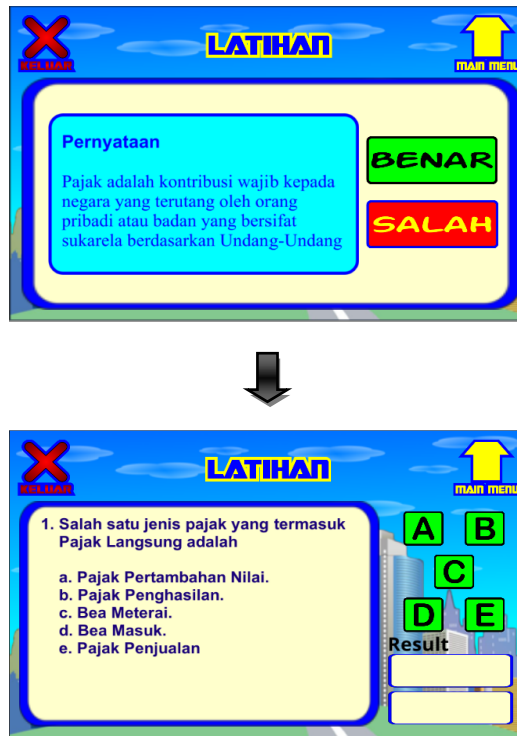 KELUAR
LATIHAN
MAIN MENU
Pernyataan
Pajak adalah kontribusi wajib kepada
negara yang terutang oleh orang
pribadi atau badan yang bersifat
sukarela berdasarkan Undang-Undang
BENAR
SALAH
KELUAR
LATIHAN
MAIN MENU
1. Salah satu jenis pajak yang termasuk
Pajak Langsung adalah
a. Pajak Pertambahan Nilai.
b. Pajak Penghasilan.
c. Bea Meterai.
d. Bea Masuk.
e. Pajak Penjualan
A B
C
D E
Result